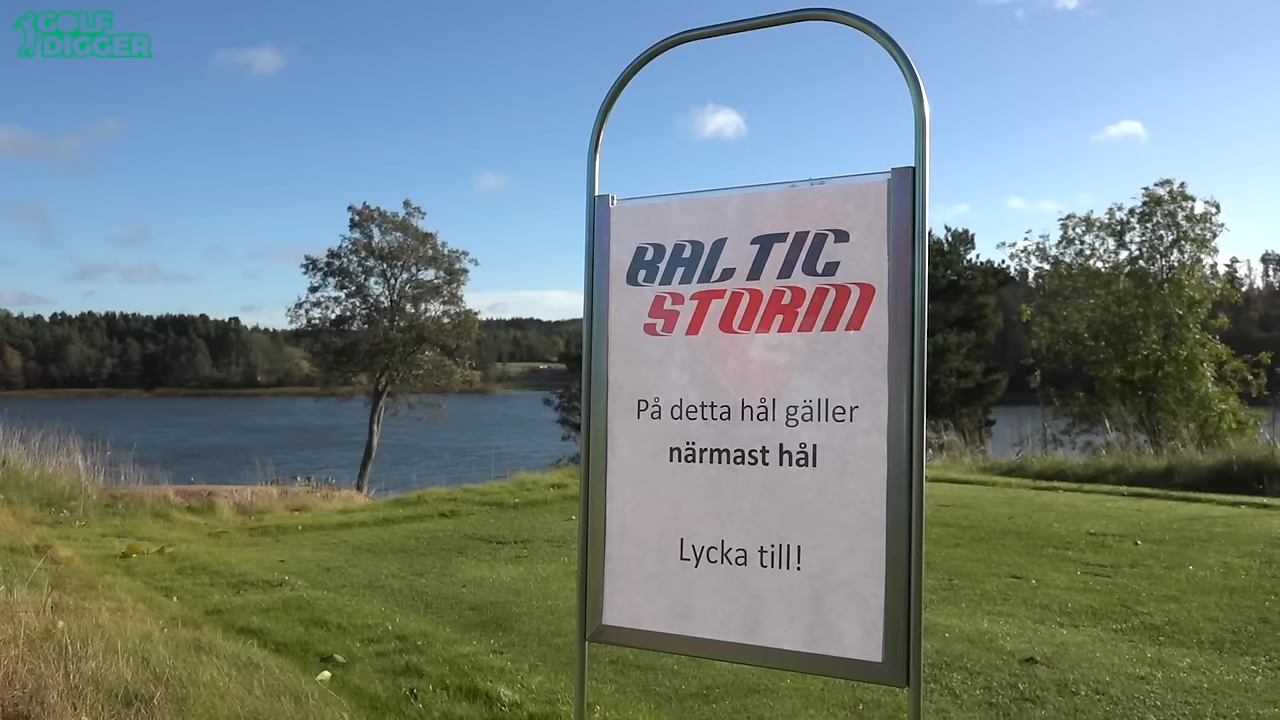 GOLF
DIGGER
BALTIC
STORM
På detta hål gäller
närmast hål
Lycka till!